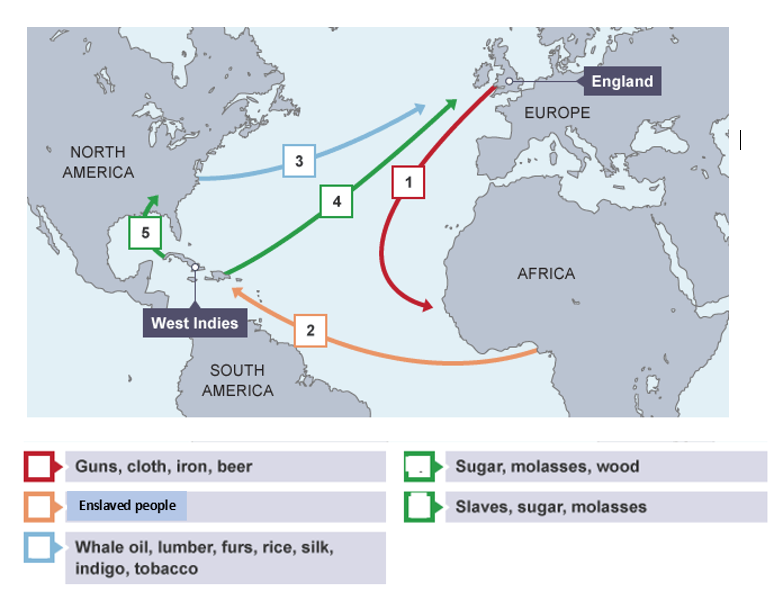 England
EUROPE
NORTH
AMERICA
3
1
4
5
AFRICA
West Indies
2
SOUTH
AMERICA
Guns, cloth, iron, beer
Sugar, molasses, wood
Enslaved people
Slaves, sugar, molasses
Whale oil, lumber, furs, rice, silk,
indigo, tobacco